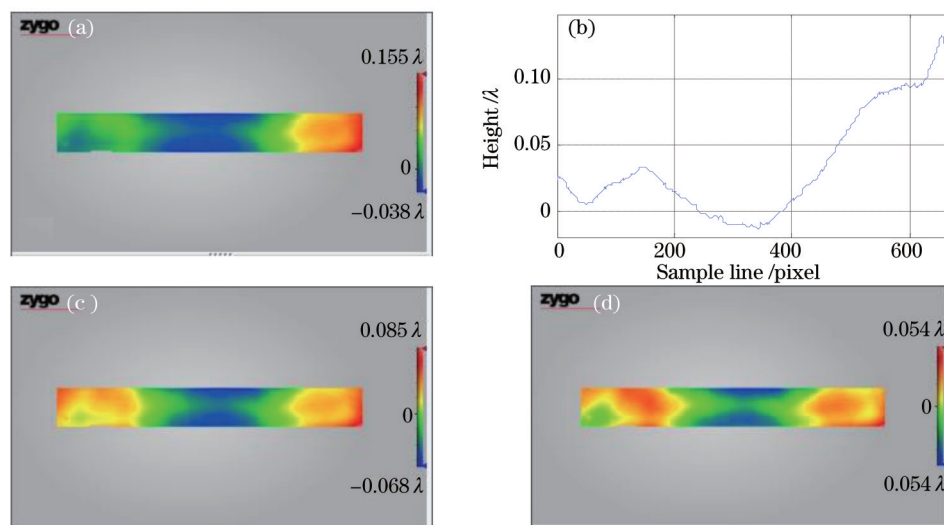 zygo (a)
0.155 λ
0
−0.038 λ
(b)
Height /λ
0.10
0.05
0
0 200 400 600
Sample line /pixel
zygo (c )
0.085 λ
0
−0.068 λ
zygo (d)
0.054 λ
0
0.054 λ